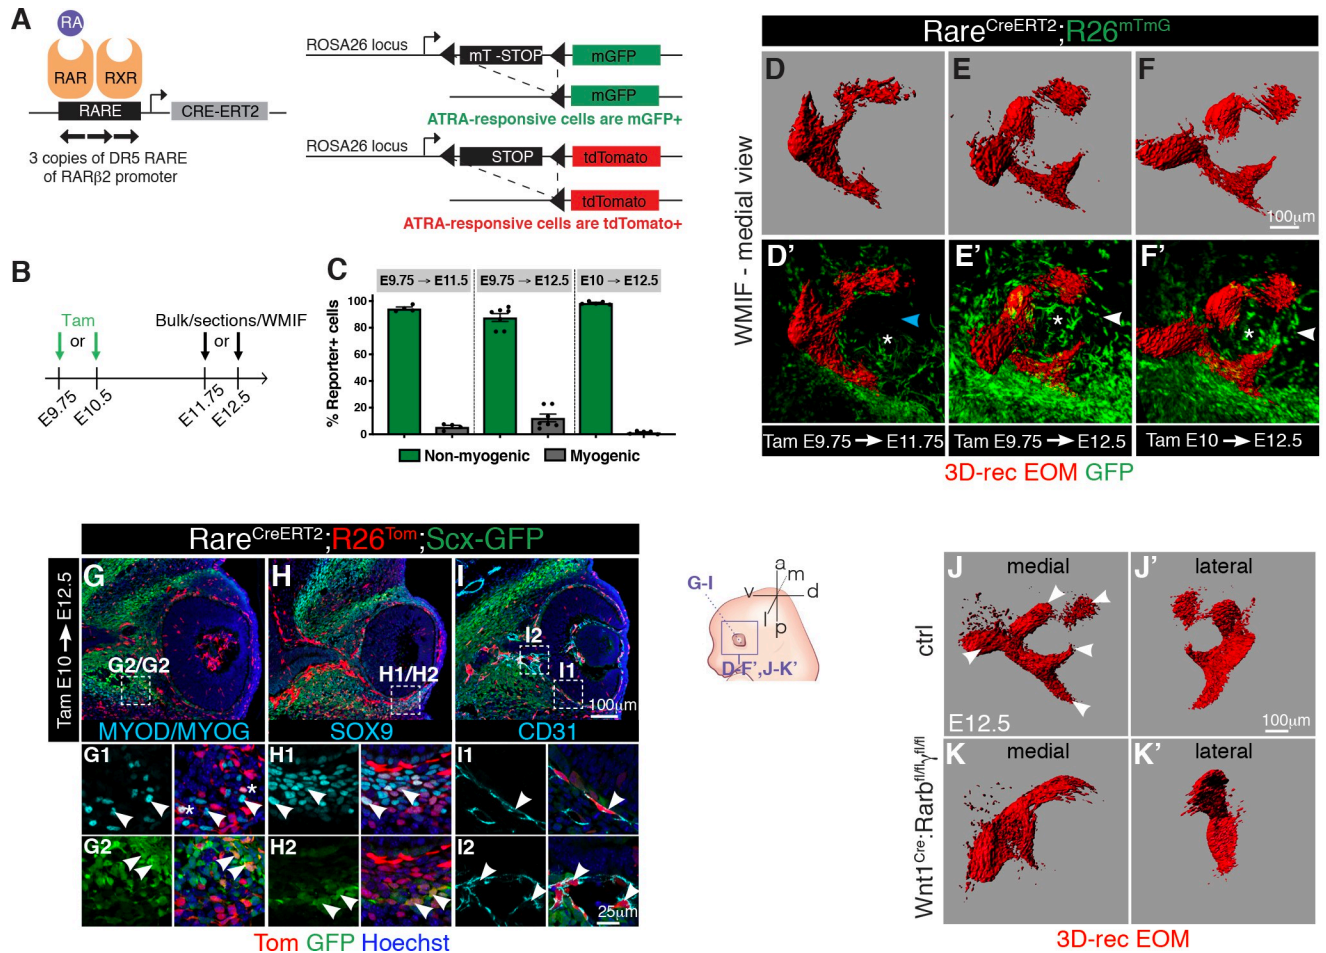 A
RA
RAR
RXR
RARE
CRE-ERT2
3 copies of DR5 RARE
of RARβ2 promoter
ROSA26 locus
mT -STOP
mGFP
mGFP
ATRA-responsive cells are mGFP+
ROSA26 locus
STOP
tdTomato
tdTomato
ATRA-responsive cells are tdTomato+
B
Tam
or
Bulk/sections/WMIF
or
E9.75
E10.5
E11.75
E12.5
C
E9.75 → E11.5
E9.75 → E12.5
E10 → E12.5
% Reporter+ cells
100
80
60
40
20
0
Non-myogenic
Myogenic
RareCreERT2;R26mTmG
WMIF - medial view
D
E
F
100μm
D’
E’
F’
*
*
*
Tam E9.75 → E11.75
Tam E9.75 → E12.5
Tam E10 → E12.5
3D-rec EOM GFP
RareCreERT2;R26Tom;Scx-GFP
Tam E10 → E12.5
G
H
I
G2/G2
H1/H2
I2
I1
100μm
MYOD/MYOG
SOX9
CD31
G1
*
*
H1
I1
G2
H2
I2
25μm
Tom GFP Hoechst
a
m
v
d
l
p
G-I
D-F’,J-K’
J
medial
J’
lateral
ctrl
E12.5
100μm
K
medial
K’
lateral
Wnt1Cre:Rarbfl/flγfl/fl
3D-rec EOM